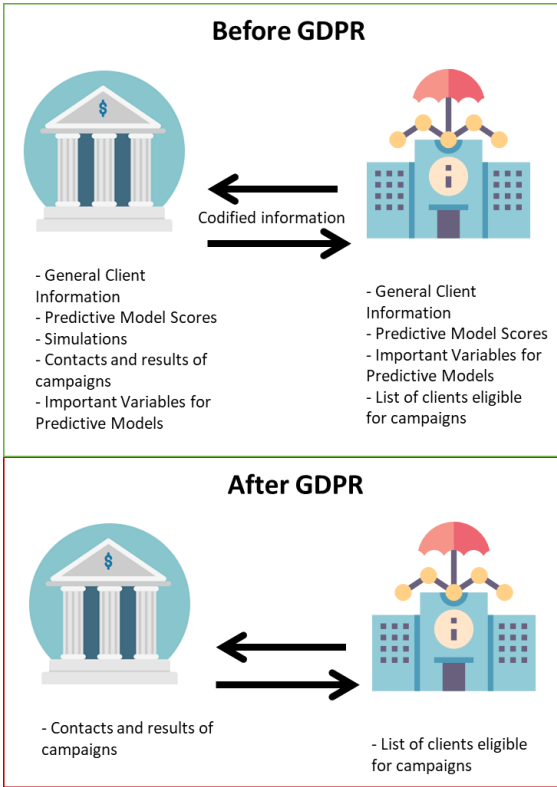 Before GDPR
$
Codified information
- General Client
Information
- Predictive Model Scores
- Simulations
- Contacts and results of
campaigns
- Important Variables for
Predictive Models
- General Client
Information
- Predictive Model Scores
- Important Variables for
Predictive Models
- List of clients eligible
for campaigns
After GDPR
$
- Contacts and results of
campaigns
- List of clients eligible
for campaigns